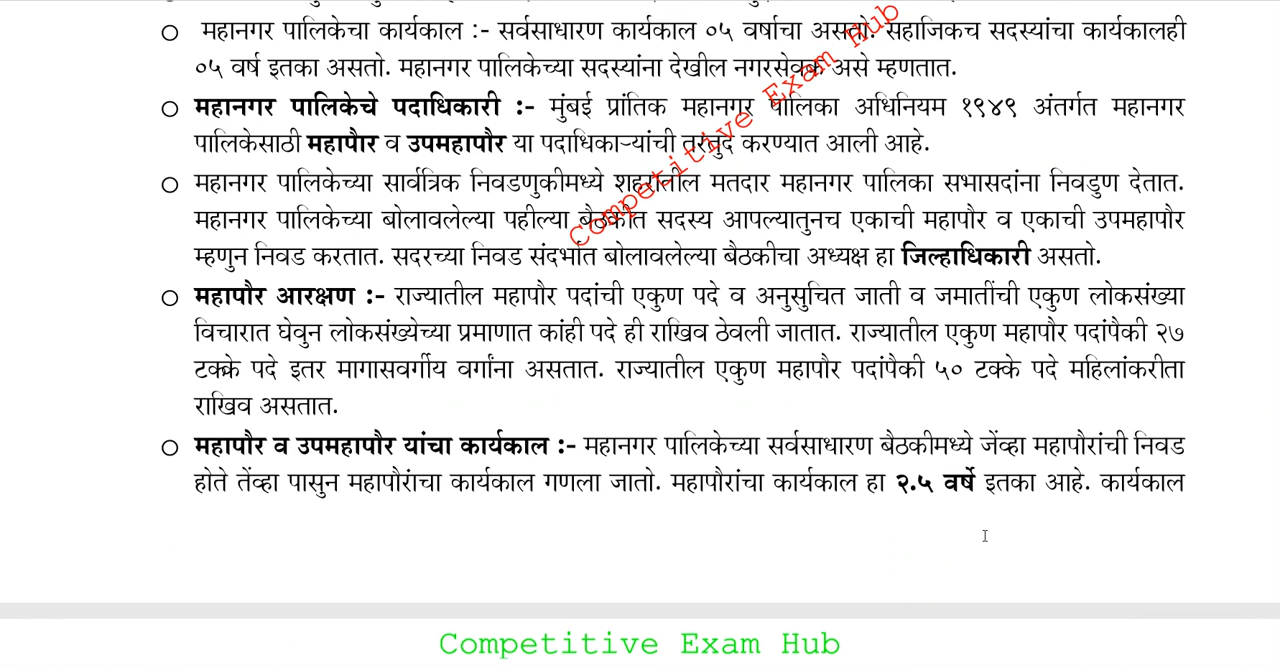 ○ महानगर पालिकेचा कार्यकाल :- सर्वसाधारण कार्यकाल ०५ वर्षाचा असतो. सहाजिकच सदस्यांचा कार्यकालही
०५ वर्ष इतका असतो. महानगर पालिकेच्या सदस्यांना देखील नगरसेवक असे म्हणतात.
○ महानगर पालिकेचे पदाधिकारी :- मुंबई प्रांतिक महानगर पालिका अधिनियम १९४९ अंतर्गत महानगर
पालिकेसाठी महापौर व उपमहापौर या पदाधिकाऱ्यांची तरतुद करण्यात आली आहे.
○ महानगर पालिकेच्या सार्वत्रिक निवडणुकीमध्ये शहरातील मतदार महानगर पालिका सभासदांना निवडुण देतात.
महानगर पालिकेच्या बोलावलेल्या पहील्या बैठकीत सदस्य आपल्यातुनच एकाची महापौर व एकाची उपमहापौर
म्हणुन निवड करतात. सदरच्या निवड संदर्भात बोलावलेल्या बैठकीचा अध्यक्ष हा जिल्हाधिकारी असतो.
○ महापौर आरक्षण :- राज्यातील महापौर पदांची एकुण पदे व अनुसुचित जाती व जमातींची एकुण लोकसंख्या
विचारात घेवुन लोकसंख्येच्या प्रमाणात कांही पदे ही राखिव ठेवली जातात. राज्यातील एकुण महापौर पदांपैकी २७
टक्के पदे इतर मागासवर्गीय वर्गांना असतात. राज्यातील एकुण महापौर पदांपैकी ५० टक्के पदे महिलांकरीता
राखिव असतात.
○ महापौर व उपमहापौर यांचा कार्यकाल :- महानगर पालिकेच्या सर्वसाधारण बैठकीमध्ये जेंव्हा महापौरांची निवड
होते तेंव्हा पासुन महापौरांचा कार्यकाल गणला जातो. महापौरांचा कार्यकाल हा २.५ वर्षे इतका आहे. कार्यकाल
Competitive Exam Hub
Competitive Exam Hub